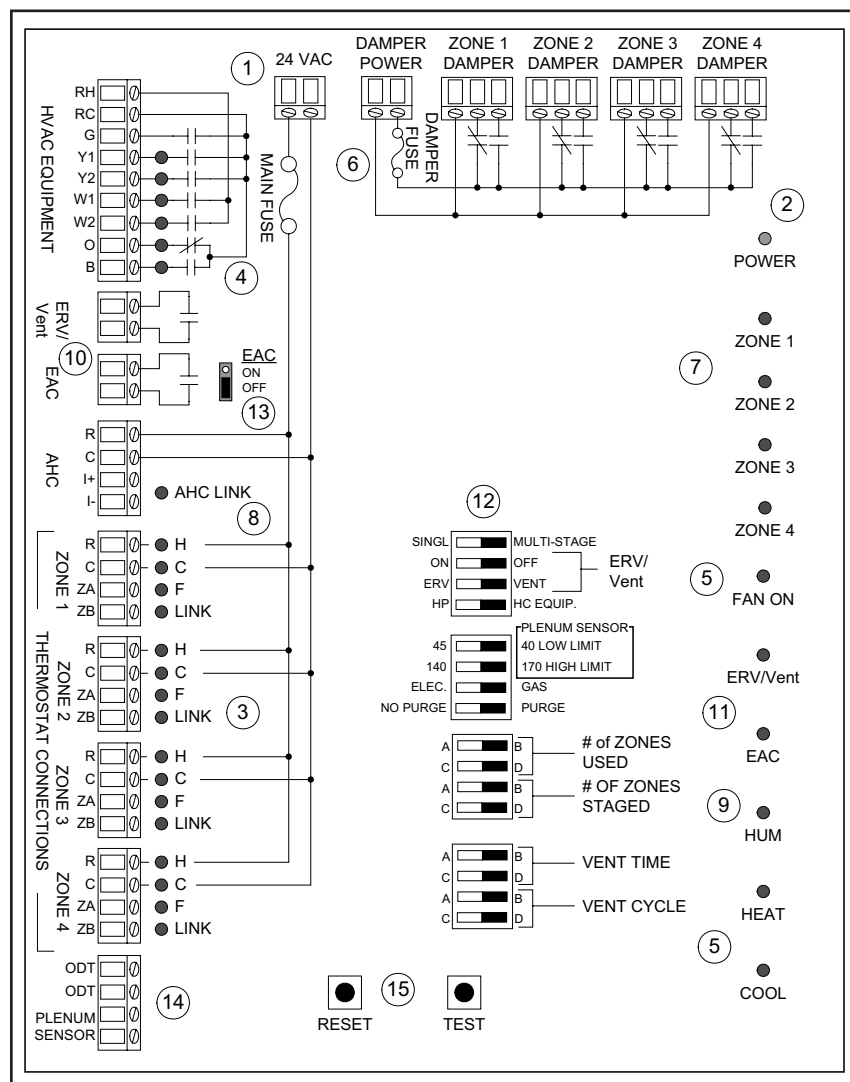 1
24 VAC
DAMPER
POWER
ZONE 1
DAMPER
ZONE 2
DAMPER
ZONE 3
DAMPER
ZONE 4
DAMPER
HVAC EQUIPMENT
RH
RC
G
Y1
Y2
W1
W2
O
B
MAIN FUSE
6
DAMPER
FUSE
4
2
POWER
ZONE 1
7
ZONE 2
ZONE 3
ZONE 4
5
FAN ON
ERV/Vent
11
EAC
9
HUM
HEAT
5
COOL
ERV/
Vent
10
EAC
EAC
ON
OFF
13
AHC
R
C
I+
I-
AHC LINK
8
THERMOSTAT CONNECTIONS
ZONE 1
R H
C C
ZA F
ZB LINK
ZONE 2
R H
C C
ZA F
ZB LINK
3
ZONE 3
R H
C C
ZA F
ZB LINK
ZONE 4
R H
C C
ZA F
ZB LINK
ODT
ODT
PLENUM
SENSOR
14
12
SINGL MULTI-STAGE
ON OFF
ERV VENT
ERV/
Vent
HP HC EQUIP.
PLENUM SENSOR
45 40 LOW LIMIT
140 170 HIGH LIMIT
ELEC. GAS
NO PURGE PURGE
A B
C D
# of ZONES
USED
A B
C D
# OF ZONES
STAGED
A B
C D
VENT TIME
A B
C D
VENT CYCLE
RESET
15
TEST